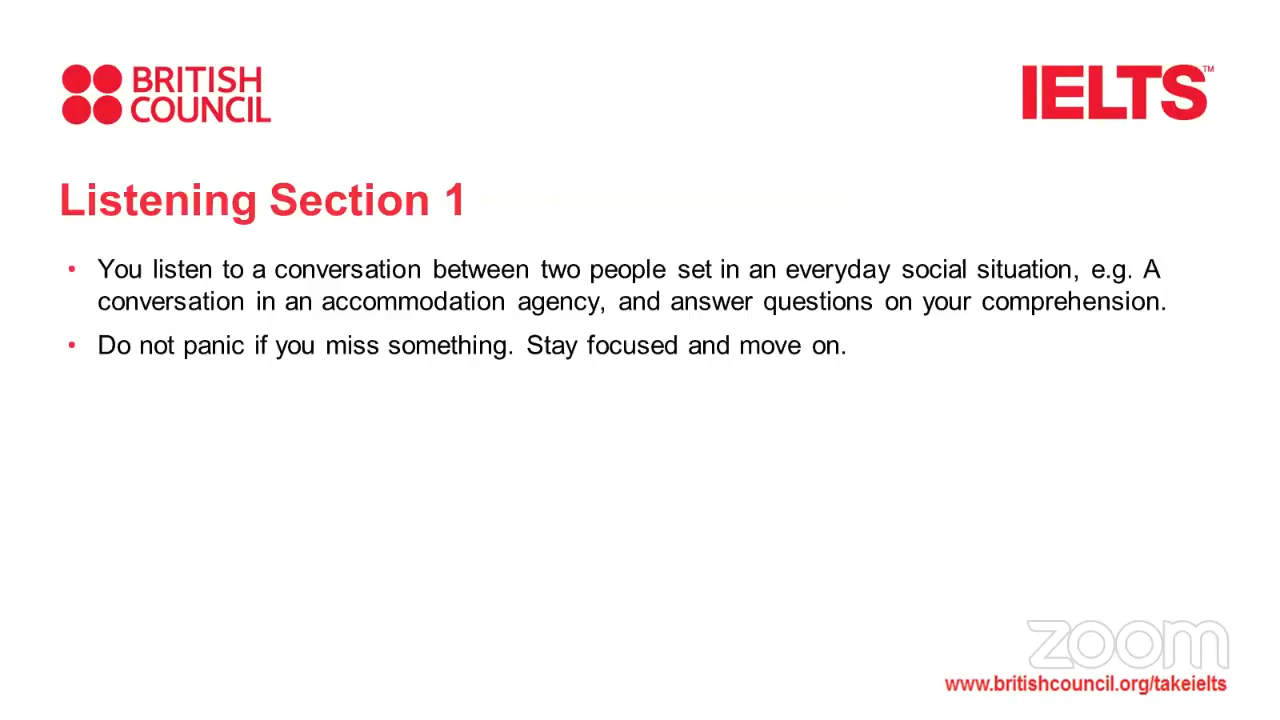 BRITISH
COUNCIL
IELTS™
Listening Section 1
• You listen to a conversation between two people set in an everyday social situation, e.g. A
conversation in an accommodation agency, and answer questions on your comprehension.
• Do not panic if you miss something. Stay focused and move on.
zoom
www.britishcouncil.org/takeielts